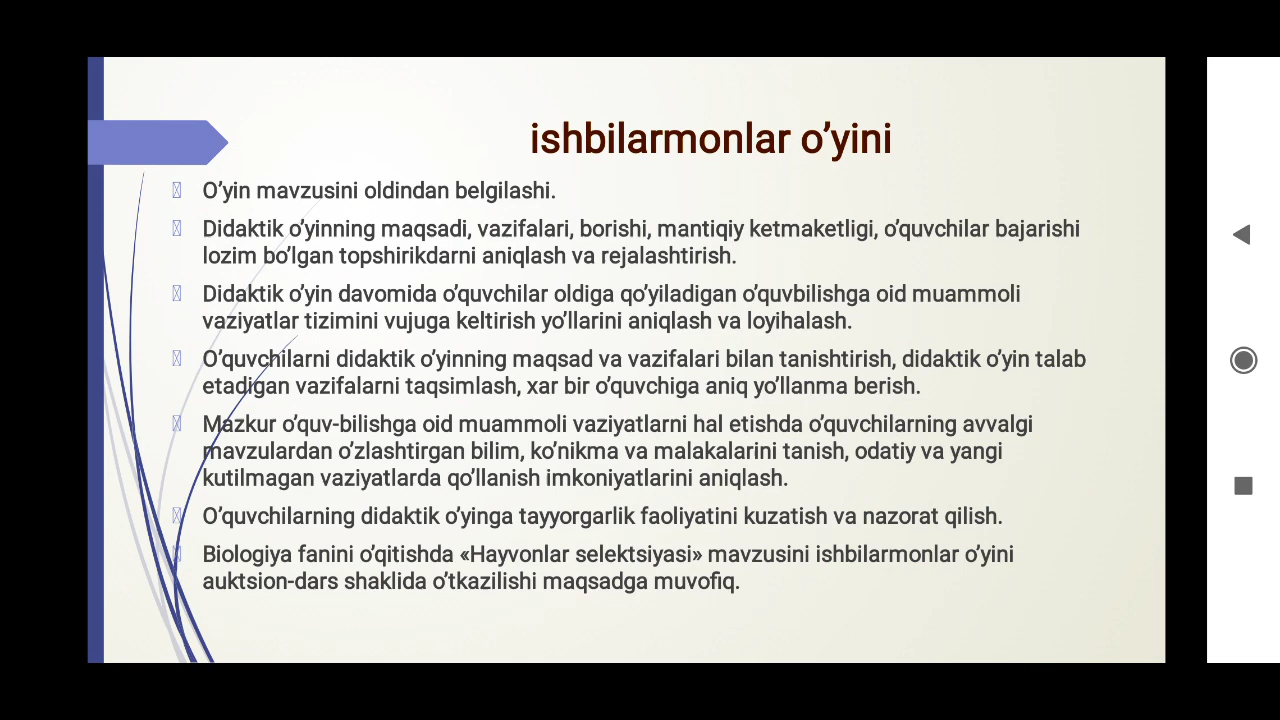 ishbilarmonlar o’yini
O’yin mavzusini oldindan belgilashi.
Didaktik o’yinning maqsadi, vazifalari, borishi, mantiqiy ketmaketligi, o’quvchilar bajarishi
lozim bo’lgan topshirikdarni aniqlash va rejalashtirish.
Didaktik o’yin davomida o’quvchilar oldiga qo’yiladigan o’quvbilishga oid muammoli
vaziyatlar tizimini vujuga keltirish yo’llarini aniqlash va loyihalash.
O’quvchilarni didaktik o’yinning maqsad va vazifalari bilan tanishtirish, didaktik o’yin talab
etadigan vazifalarni taqsimlash, xar bir o’quvchiga aniq yo’llanma berish.
Mazkur o’quv-bilishga oid muammoli vaziyatlarni hal etishda o’quvchilarning avvalgi
mavzulardan o’zlashtirgan bilim, ko’nikma va malakalarini tanish, odatiy va yangi
kutilmagan vaziyatlarda qo’llanish imkoniyatlarini aniqlash.
O’quvchilarning didaktik o’yinga tayyorgarlik faoliyatini kuzatish va nazorat qilish.
Biologiya fanini o’qitishda «Hayvonlar selektsiyasi» mavzusini ishbilarmonlar o’yini
auktsion-dars shaklida o’tkazilishi maqsadga muvofiq.